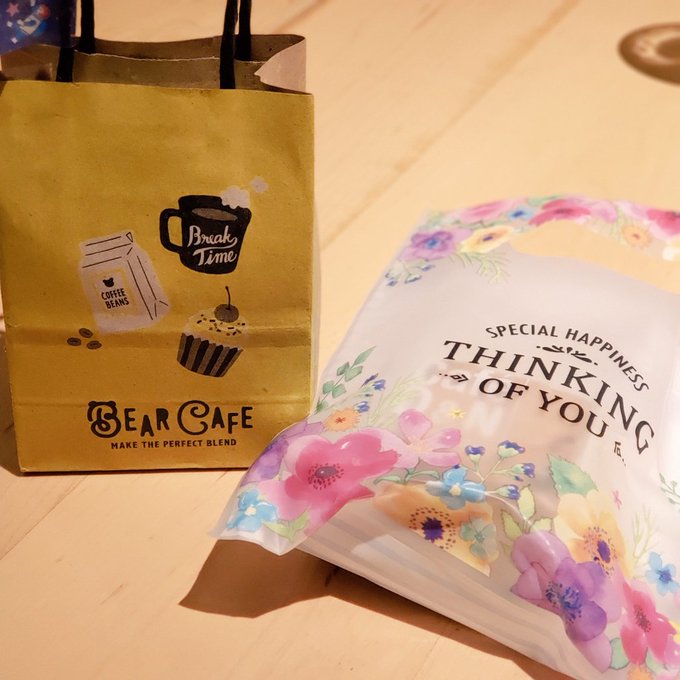 Break
Time
COFFEE
BEANS
BEAR CAFE
MAKE THE PERFECT BLEND
SPECIAL HAPPINESS
THINKING
OF YOU